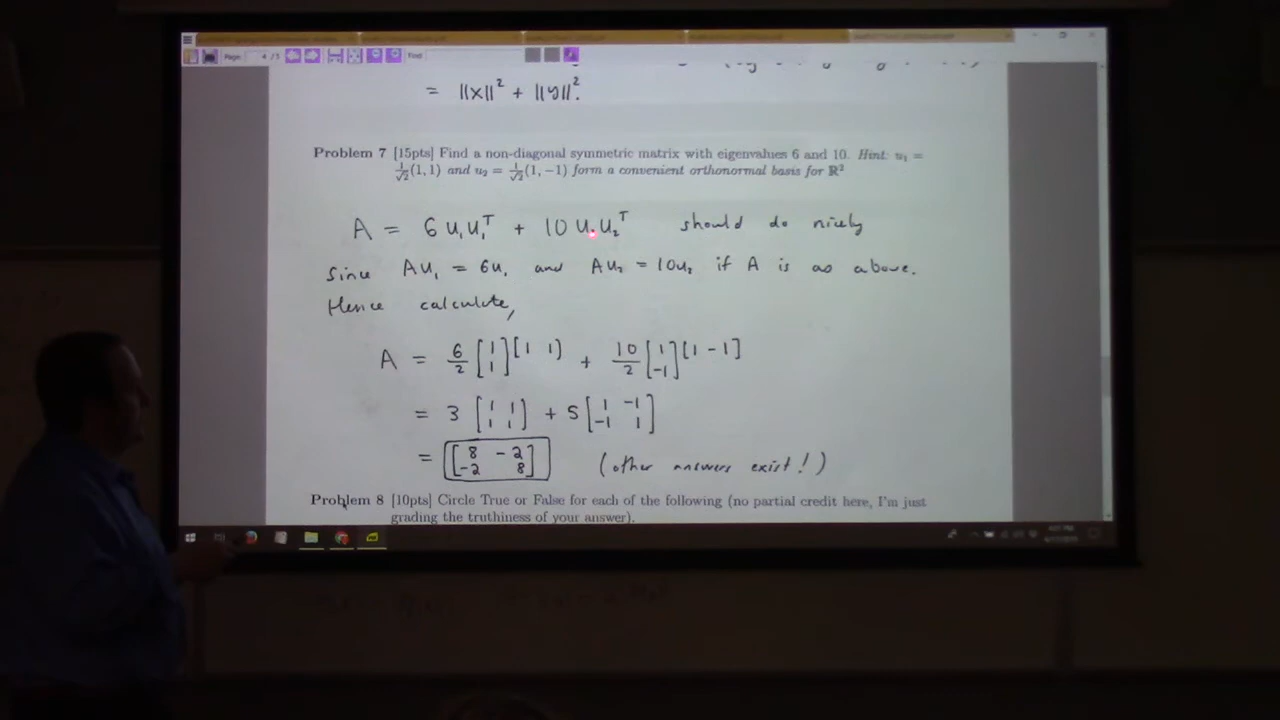 Page: 4 / 5 Find:
= ||x||² + ||y||².
Problem 7 [15pts] Find a non-diagonal symmetric matrix with eigenvalues 6 and 10. Hint: u₁ =
1/√2(1, 1) and u₂ = 1/√2(1, −1) form a convenient orthonormal basis for ℝ²
A = 6 u₁u₁ᵀ + 10 u₂u₂ᵀ should do nicely
Since Au₁ = 6u₁ and Au₂ = 10u₂ if A is as above.
Hence calculate,
A = 6/2 [1 1] [1 1] + 10/2 [1 -1] [1 -1]
= 3 [1 1 1 1] + 5 [1 -1 -1 1]
= [8 -2 -2 8] (other answers exist!)
Problem 8 [10pts] Circle True or False for each of the following (no partial credit here, I'm just
grading the truthiness of your answer).